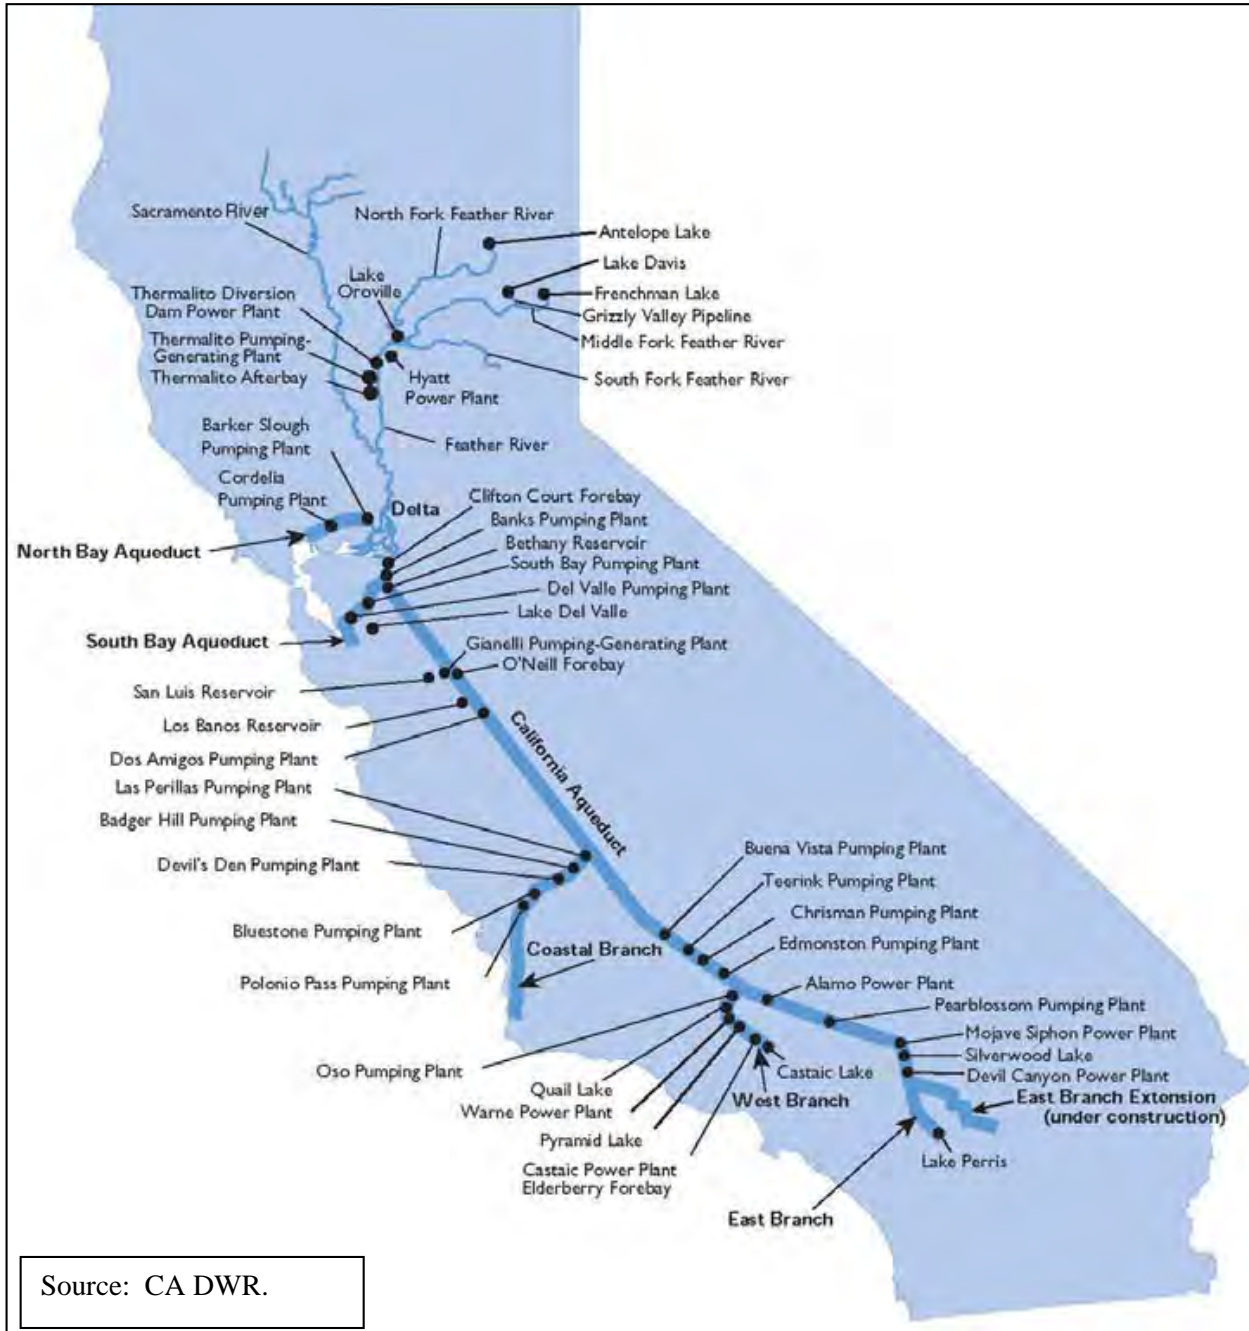 Sacramento River
North Fork Feather River
Antelope Lake
Lake Davis
Lake
Oroville
Thermalito Diversion
Dam Power Plant
Frenchman Lake
Grizzly Valley Pipeline
Thermalito Pumping-
Generating Plant
Middle Fork Feather River
Thermalito Afterbay
Hyatt
Power Plant
South Fork Feather River
Barker Slough
Pumping Plant
Feather River
Cordelia
Pumping Plant
Delta
Clifton Court Forebay
Banks Pumping Plant
North Bay Aqueduct
Bethany Reservoir
South Bay Pumping Plant
Del Valle Pumping Plant
Lake Del Valle
South Bay Aqueduct
Gianelli Pumping-Generating Plant
O'Neill Forebay
San Luis Reservoir
Los Banos Reservoir
California Aqueduct
Dos Amigos Pumping Plant
Las Perillas Pumping Plant
Badger Hill Pumping Plant
Devil's Den Pumping Plant
Buena Vista Pumping Plant
Teerink Pumping Plant
Chrisman Pumping Plant
Bluestone Pumping Plant
Coastal Branch
Edmonston Pumping Plant
Polonio Pass Pumping Plant
Alamo Power Plant
Pearblossom Pumping Plant
Mojave Siphon Power Plant
Silverwood Lake
Oso Pumping Plant
Castaic Lake
Devil Canyon Power Plant
Quail Lake
West Branch
East Branch Extension
(under construction)
Warne Power Plant
Pyramid Lake
Lake Perris
Castaic Power Plant
Elderberry Forebay
East Branch
Source: CA DWR.